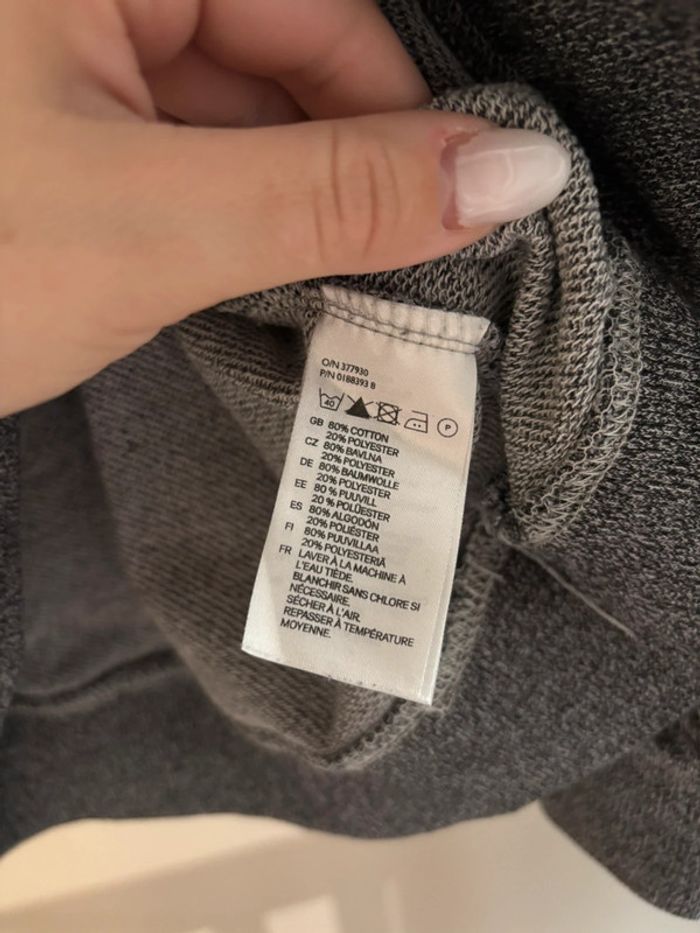 O/N 377930
P/N 0188393 8
40 P
GB 80% COTTON
20% POLYESTER
CZ 80% BAVLNA
20% POLYESTER
DE 80% BAUMWOLLE
20% POLYESTER
EE 80 % PUUVILL
20 % POLÜESTER
ES 80% ALGODÓN
20% POLIÉSTER
FI 80% PUUVILLAA
20% POLYESTERIÄ
FR LAVER À LA MACHINE À
L'EAU TIÈDE.
BLANCHIR SANS CHLORE SI
NÉCESSAIRE.
SÉCHER À L'AIR.
REPASSER À TEMPÉRATURE
MOYENNE.